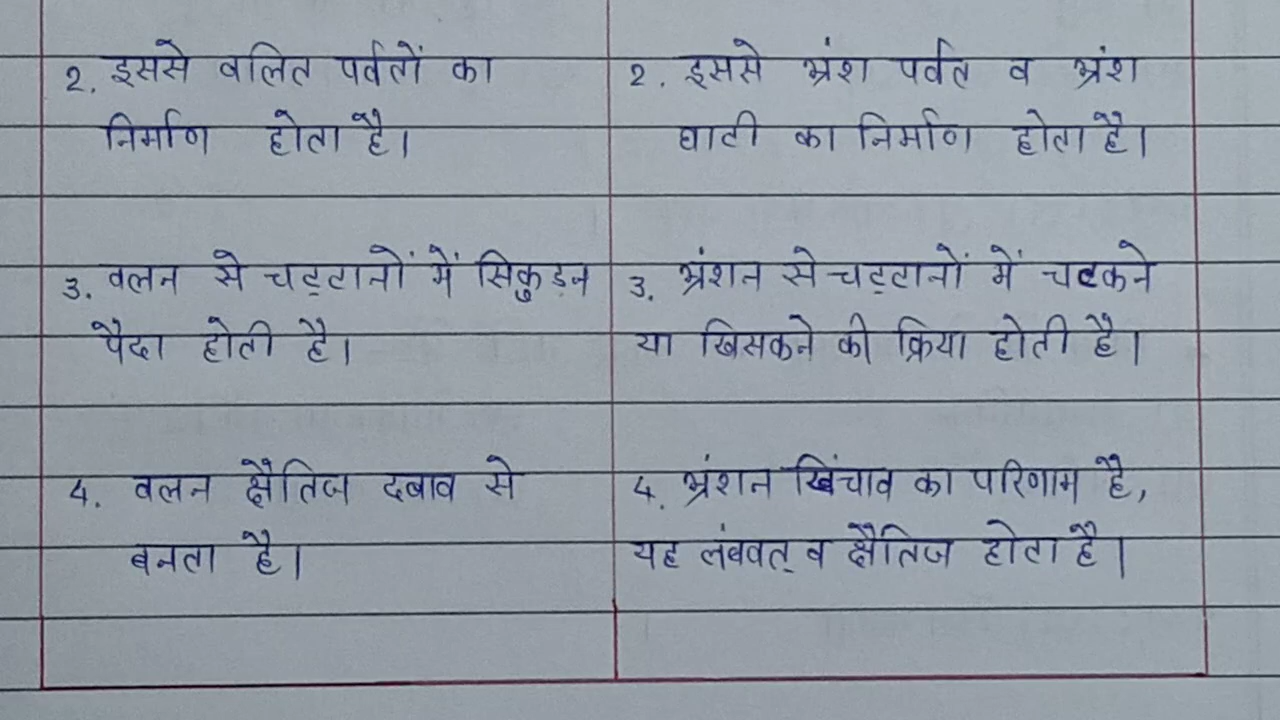 2. इससे वलित पर्वतों का
निर्माण होता है।
3. वलन से चट्टानों में सिकुड़न
पैदा होती है।
4. वलन क्षैतिज दबाव से
बनता है।
2. इससे भ्रंश पर्वत व भ्रंश
घाटी का निर्माण होता है।
3. भ्रंशन से चट्टानों में चटकने
या खिसकने की क्रिया होती है।
4. भ्रंशन खिंचाव का परिणाम है,
यह लंबवत् व क्षैतिज होता है।